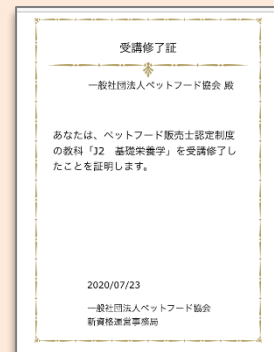 受講修了証
一般社団法人ペットフード協会 殿
あなたは、ペットフード販売士認定制度
の教科「J2　基礎栄養学」を受講修了し
たことを証明します。
2020/07/23
一般社団法人ペットフード協会
新資格運営事務局